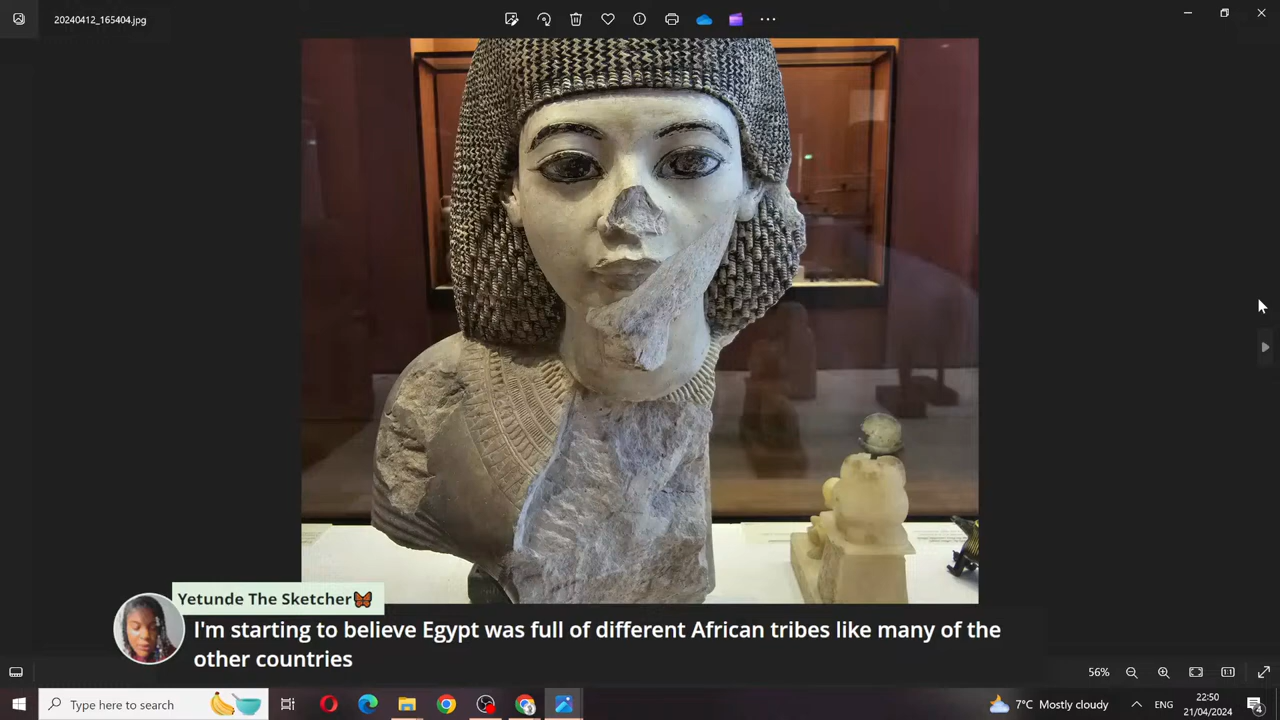 20240412_165404.jpg
Yetunde The Sketcher🦋
I'm starting to believe Egypt was full of different African tribes like many of the
other countries
56%
Type here to search
7°C Mostly cloudy
ENG
22:50
21/04/2024
4